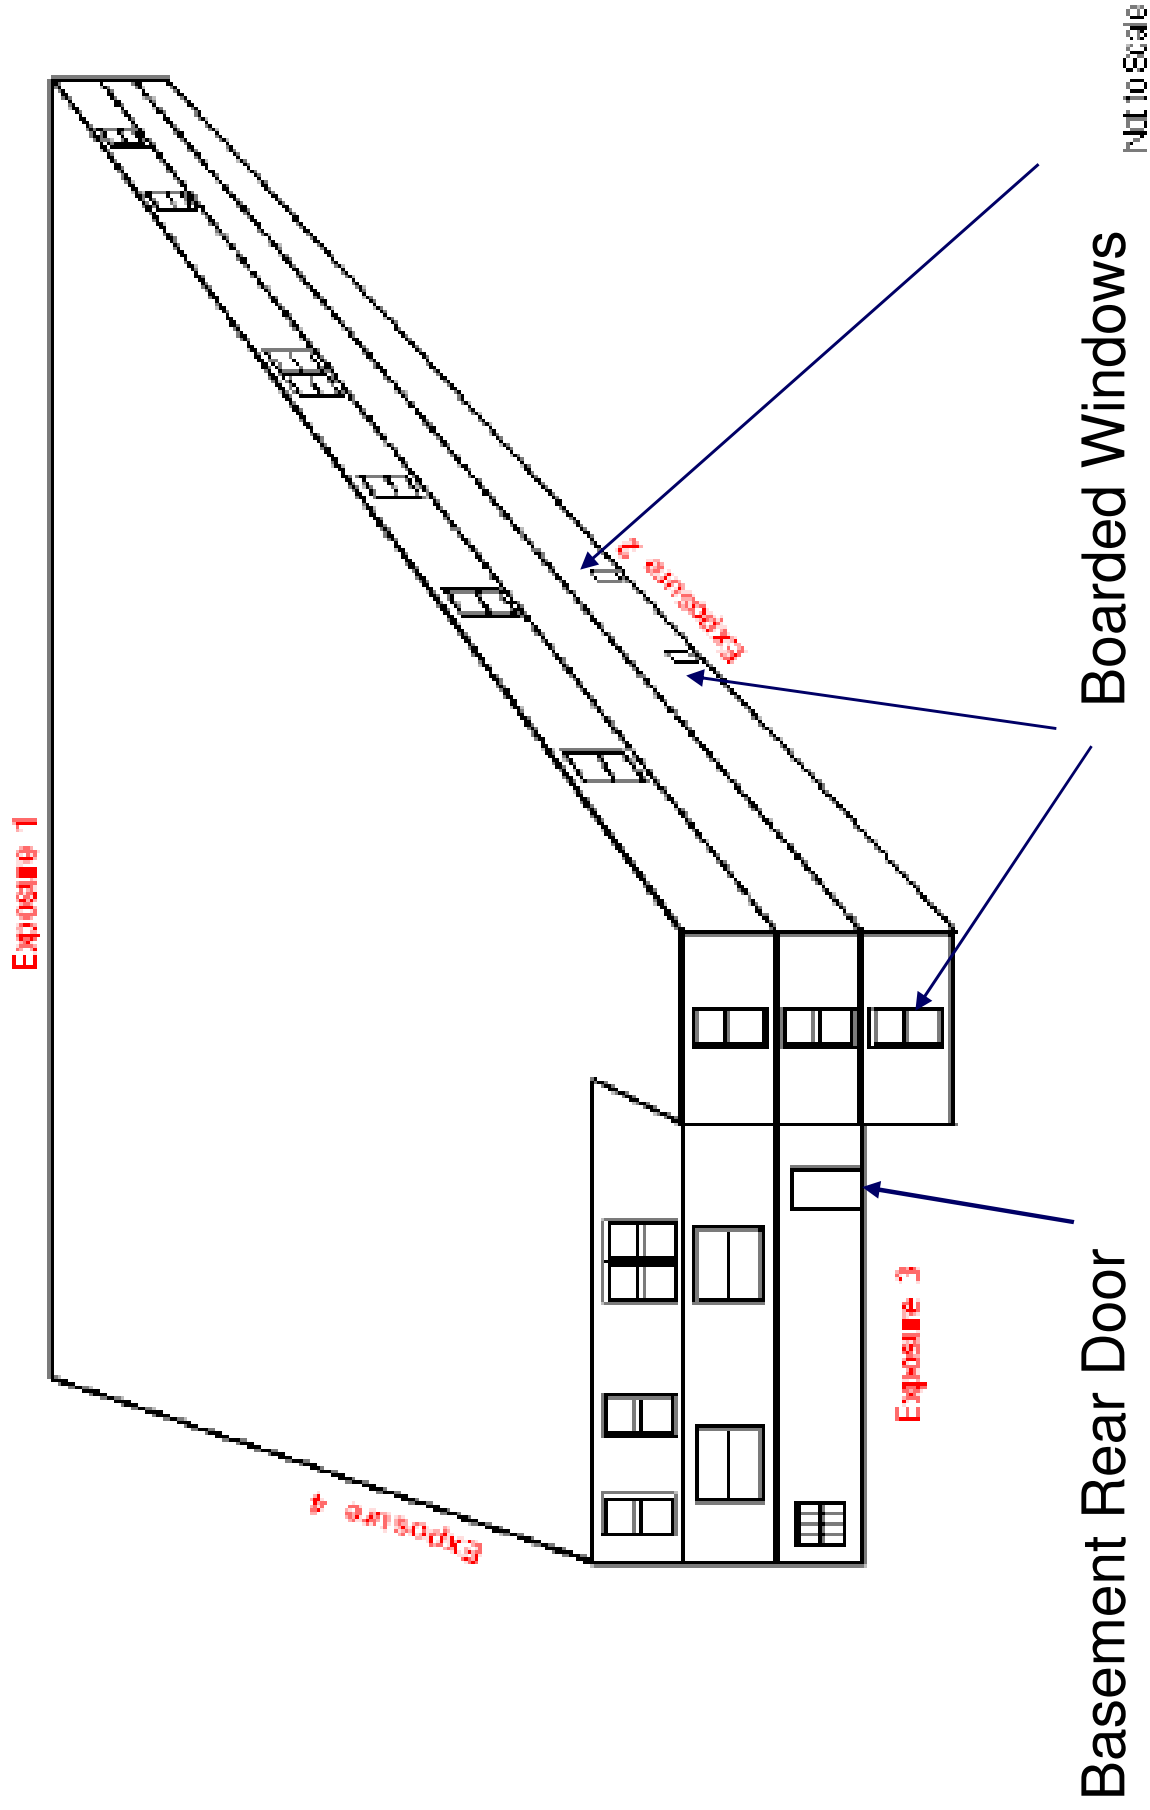 Exposure 1
Exposure 4
Exposure 2
Exposure 3
Basement Rear Door
Boarded Windows
Not to Scale